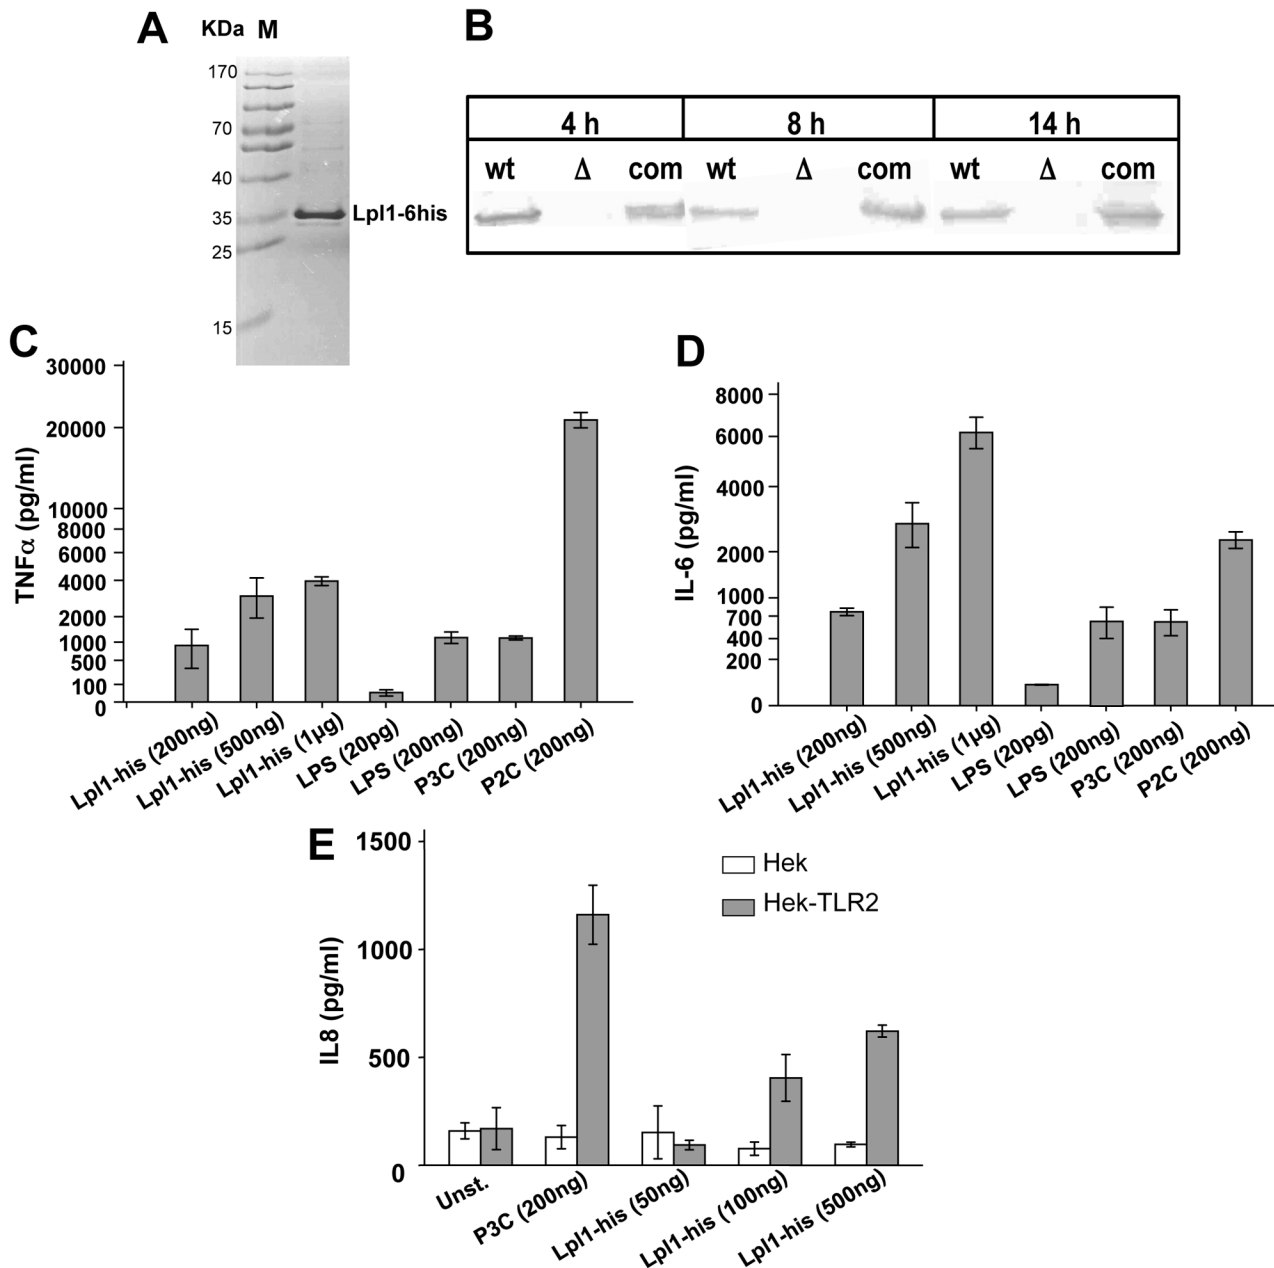 A
KDa M
170
70
40
35
25
15
Lpl1-6his
B
4 h 8 h 14 h
wt Δ com wt Δ com wt Δ com
C
TNFα (pg/ml)
30000
20000
10000
8000
6000
4000
2000
1000
500
100
0
Lpl1-his (200ng)
Lpl1-his (500ng)
Lpl1-his (1µg)
LPS (20pg)
LPS (200ng)
P3C (200ng)
P2C (200ng)
D
IL-6 (pg/ml)
8000
6000
4000
2000
1000
700
400
200
0
Lpl1-his (200ng)
Lpl1-his (500ng)
Lpl1-his (1µg)
LPS (20pg)
LPS (200ng)
P3C (200ng)
P2C (200ng)
E
IL8 (pg/ml)
1500
1000
500
0
Hek
Hek-TLR2
Unst.
P3C (200ng)
Lpl1-his (50ng)
Lpl1-his (100ng)
Lpl1-his (500ng)